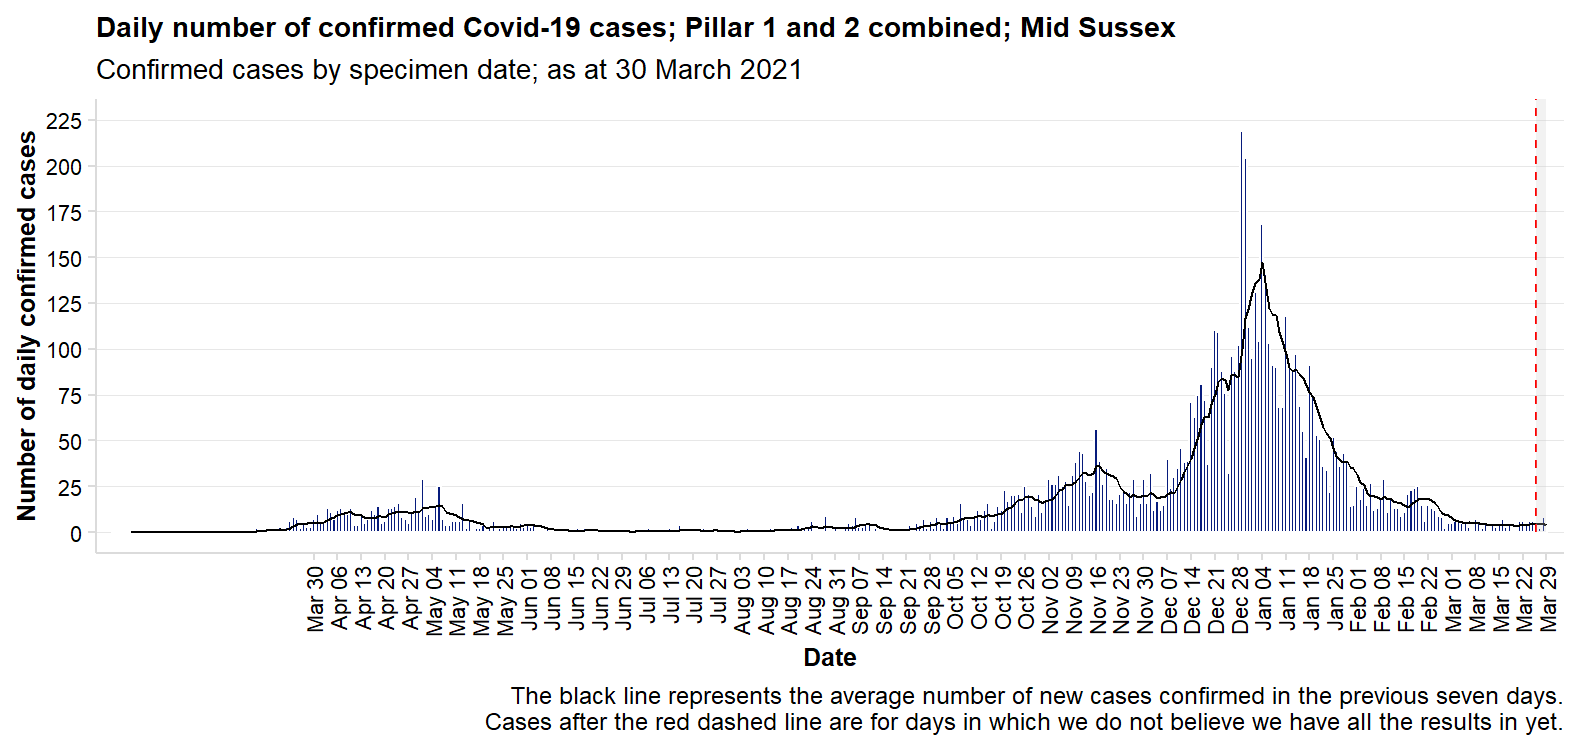 Daily number of confirmed Covid-19 cases; Pillar 1 and 2 combined; Mid Sussex
Confirmed cases by specimen date; as at 30 March 2021
Number of daily confirmed cases
225
200
175
150
125
100
75
50
25
0
Mar 30
Apr 06
Apr 13
Apr 20
Apr 27
May 04
May 11
May 18
May 25
Jun 01
Jun 08
Jun 15
Jun 22
Jun 29
Jul 06
Jul 13
Jul 20
Jul 27
Aug 03
Aug 10
Aug 17
Aug 24
Aug 31
Sep 07
Sep 14
Sep 21
Sep 28
Oct 05
Oct 12
Oct 19
Oct 26
Nov 02
Nov 09
Nov 16
Nov 23
Nov 30
Dec 07
Dec 14
Dec 21
Dec 28
Jan 04
Jan 11
Jan 18
Jan 25
Feb 01
Feb 08
Feb 15
Feb 22
Mar 01
Mar 08
Mar 15
Mar 22
Mar 29
Date
The black line represents the average number of new cases confirmed in the previous seven days.
Cases after the red dashed line are for days in which we do not believe we have all the results in yet.